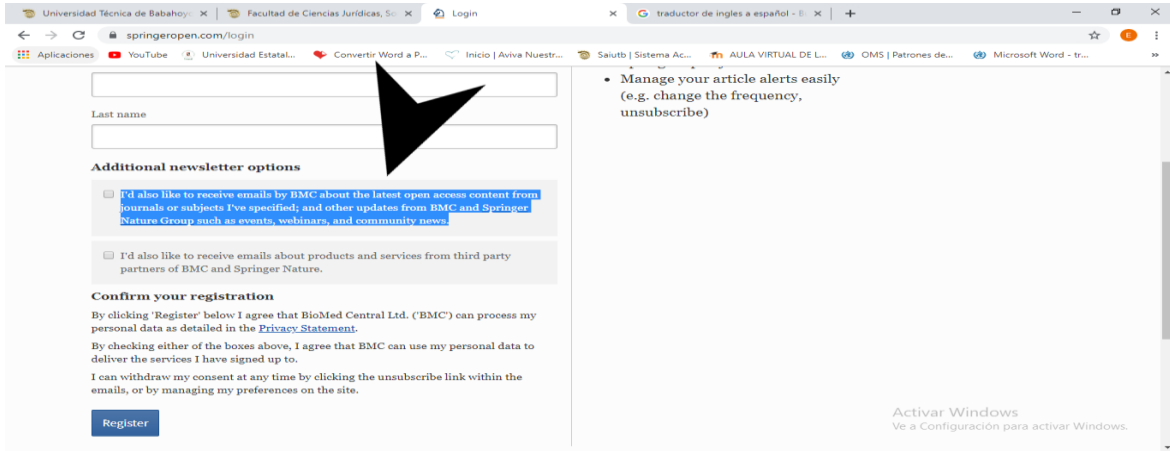 Universidad Técnica de Babahoy
Facultad de Ciencias Jurídicas, So
Login
traductor de ingles a español - B
springeropen.com/login
E
Aplicaciones
YouTube
Universidad Estatal...
Convertir Word a P...
Inicio | Aviva Nuestr...
Saiutb | Sistema Ac...
AULA VIRTUAL DE L...
OMS | Patrones de...
Microsoft Word - tr...
Last name
Additional newsletter options
I'd also like to receive emails by BMC about the latest open access content from
journals or subjects I've specified; and other updates from BMC and Springer
Nature Group such as events, webinars, and community news.
I'd also like to receive emails about products and services from third party
partners of BMC and Springer Nature.
Confirm your registration
By clicking 'Register' below I agree that BioMed Central Ltd. ('BMC') can process my
personal data as detailed in the Privacy Statement.
By checking either of the boxes above, I agree that BMC can use my personal data to
deliver the services I have signed up to.
I can withdraw my consent at any time by clicking the unsubscribe link within the
emails, or by managing my preferences on the site.
Register
Manage your article alerts easily
(e.g. change the frequency,
unsubscribe)
Activar Windows
Ve a Configuración para activar Windows.